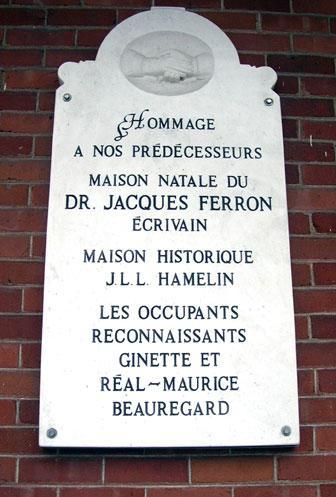 HOMMAGE
A NOS PRÉDÉCESSEURS
MAISON NATALE DU
DR. JACQUES FERRON
ÉCRIVAIN
MAISON HISTORIQUE
J.L.L. HAMELIN
LES OCCUPANTS
RECONNAISSANTS
GINETTE ET
RÉAL-MAURICE
BEAUREGARD